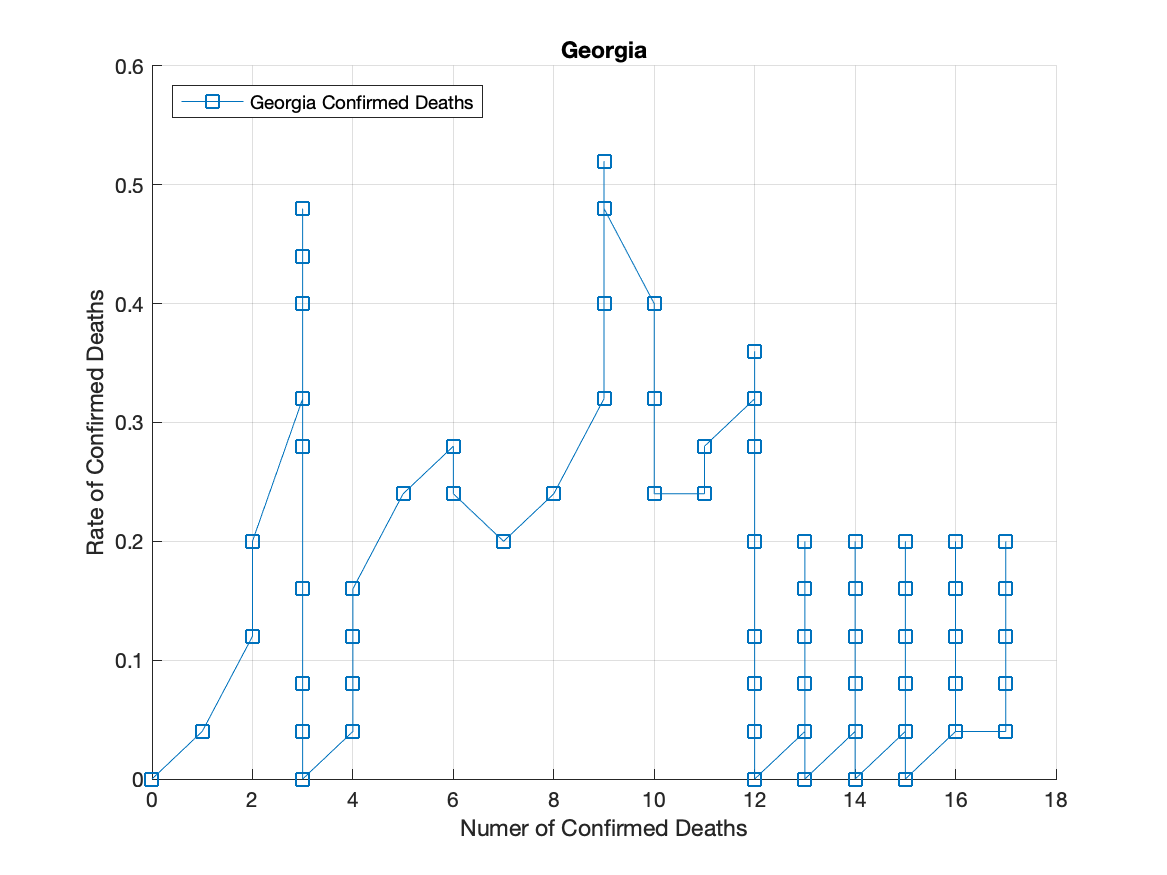 Georgia
Georgia Confirmed Deaths
0.6
0.5
0.4
0.3
0.2
0.1
0
Rate of Confirmed Deaths
0 2 4 6 8 10 12 14 16 18
Numer of Confirmed Deaths